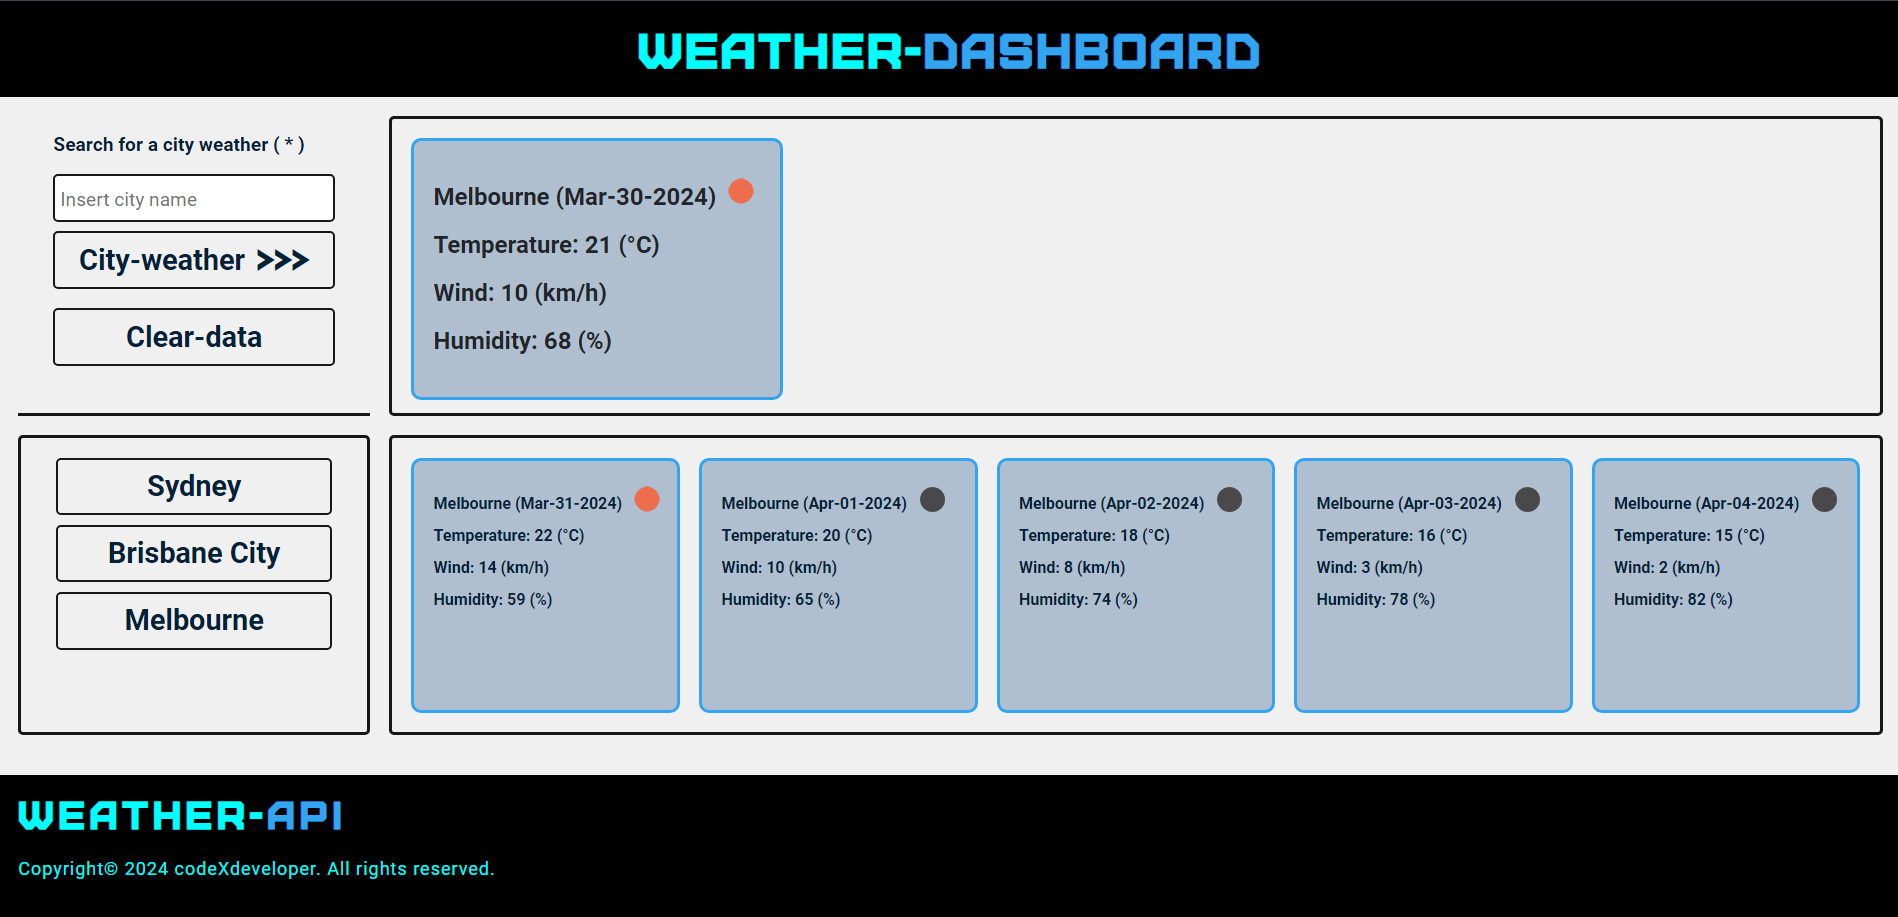 WEATHER-DASHBOARD
Search for a city weather ( * )
Insert city name
City-weather >>>
Clear-data
Melbourne (Mar-30-2024)
Temperature: 21 (°C)
Wind: 10 (km/h)
Humidity: 68 (%)
Sydney
Brisbane City
Melbourne
Melbourne (Mar-31-2024)
Temperature: 22 (°C)
Wind: 14 (km/h)
Humidity: 59 (%)
Melbourne (Apr-01-2024)
Temperature: 20 (°C)
Wind: 10 (km/h)
Humidity: 65 (%)
Melbourne (Apr-02-2024)
Temperature: 18 (°C)
Wind: 8 (km/h)
Humidity: 74 (%)
Melbourne (Apr-03-2024)
Temperature: 16 (°C)
Wind: 3 (km/h)
Humidity: 78 (%)
Melbourne (Apr-04-2024)
Temperature: 15 (°C)
Wind: 2 (km/h)
Humidity: 82 (%)
WEATHER-API
Copyright© 2024 codeXdeveloper. All rights reserved.